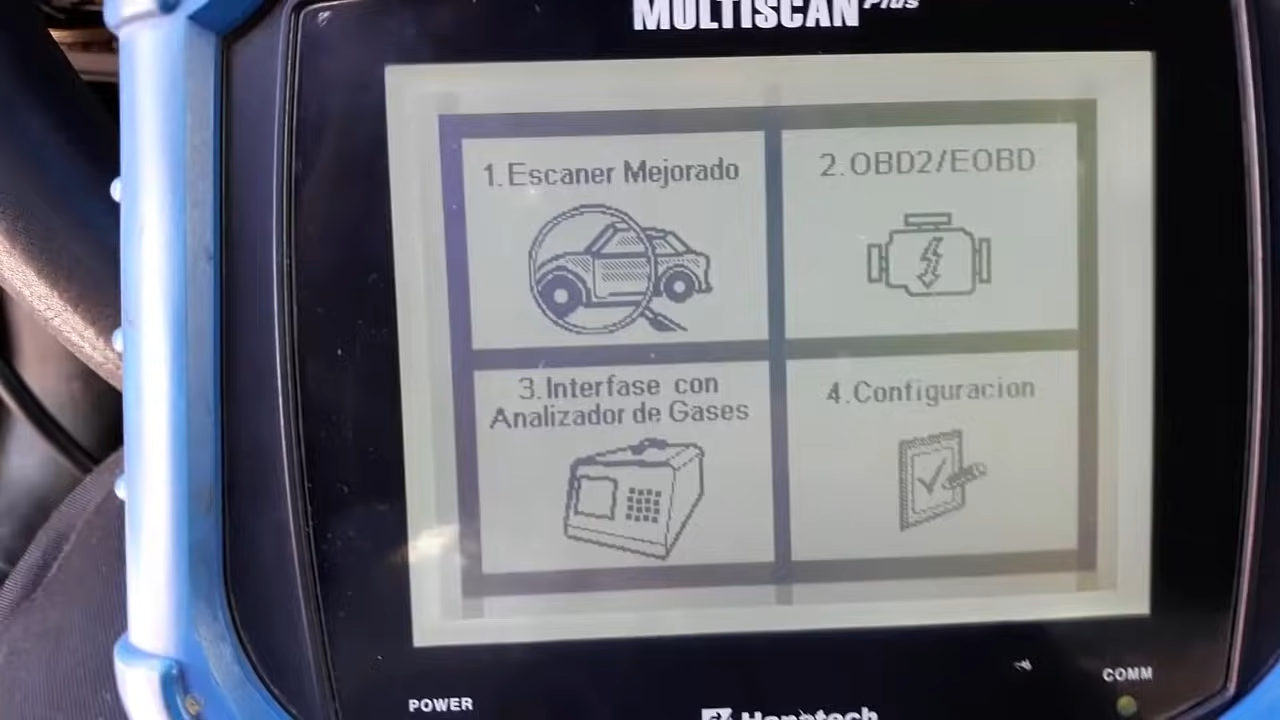 MULTISCAN Plus
1.Escaner Mejorado
2.OBD2/EOBD
3.Interfase con
Analizador de Gases
4.Configuracion
POWER
COMM
Hanatech